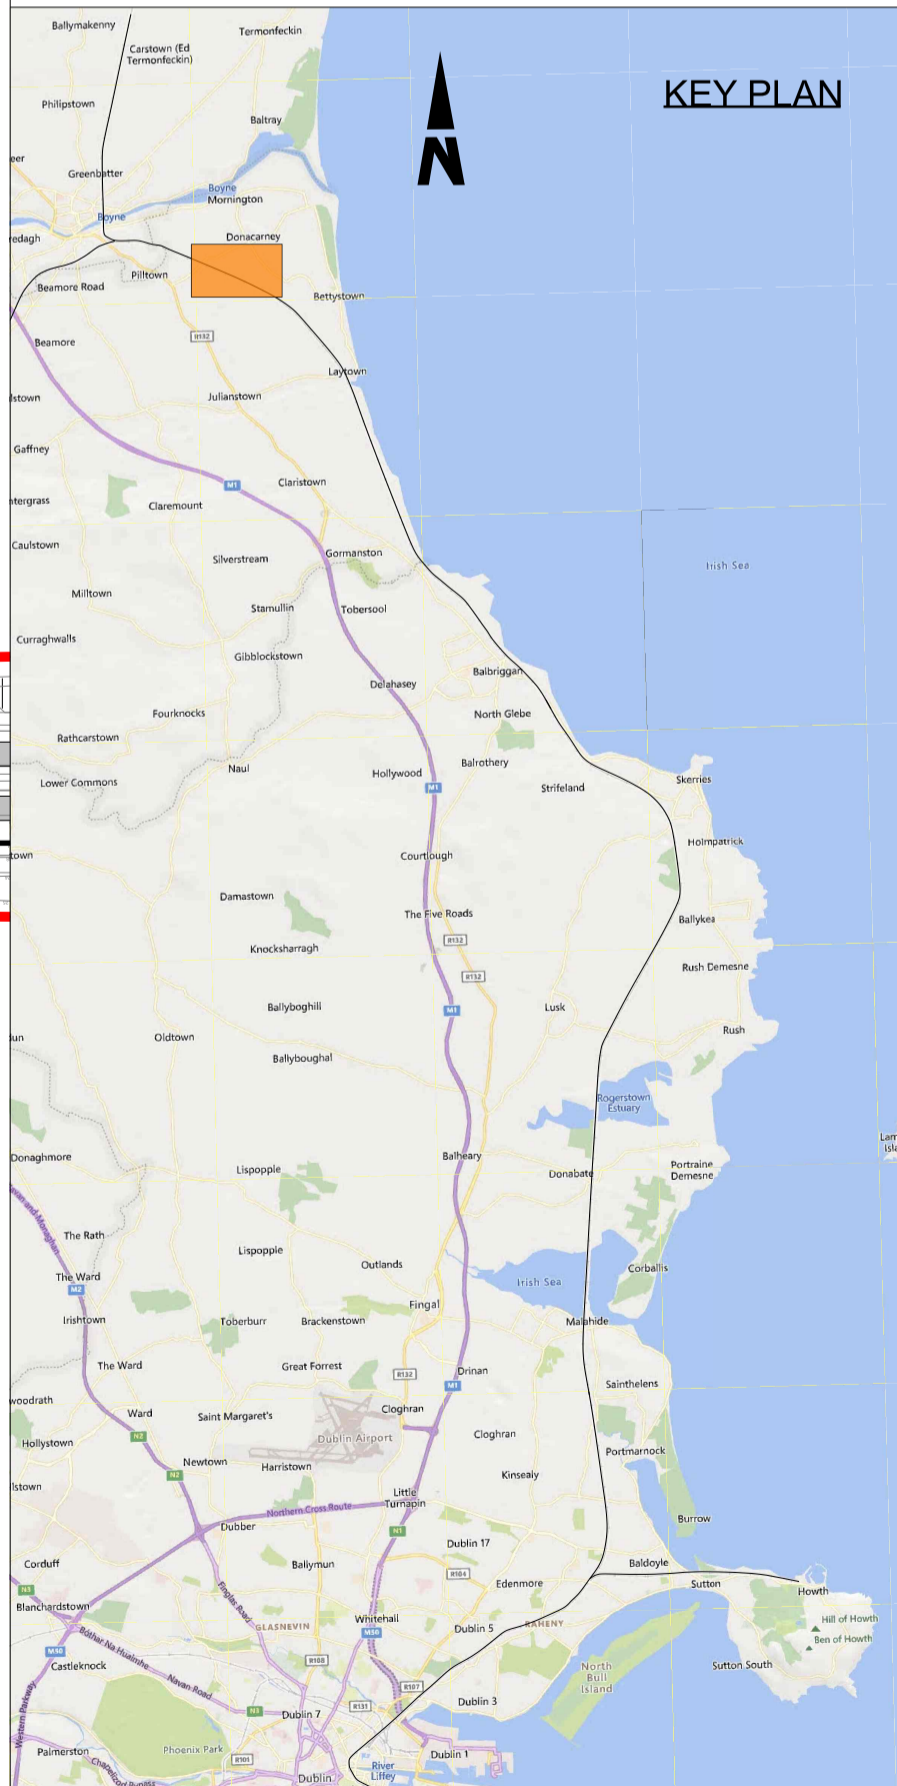 Ballymakenny
Termonfeckin
Carstown (Ed
Termonfeckin)
KEY PLAN
Philipstown
Baltray
N
Greenbatter
Boyne
Mornington
Boyne
Donacarney
Pilltown
Beamore Road
Bettystown
R132
Beamore
Laytown
Julianstown
Gaffney
M1
Claristown
Claremount
Caulstown
Gormanston
Silverstream
Irish Sea
Milltown
Stamullin
Tobersool
Curraghwalls
Gibblockstown
Balbriggan
Delahasey
Fourknocks
North Glebe
Rathcarstown
Balrothery
Naul
Hollywood
Skerries
Lower Commons
M1
Strifeland
Holmpatrick
Courtlough
Damastown
The Five Roads
Ballykea
R132
Knocksharragh
Rush Demesne
R132
Ballyboghill
M1
Lusk
Rush
Oldtown
Ballyboughal
Rogerstown
Estuary
Donaghmore
Balheary
Lispopple
Donabate
Portraine
Demesne
The Rath
Lispopple
Outlands
Corballis
The Ward
M2
Irish Sea
Fingal
Irishtown
Toberburr
Brackenstown
Malahide
The Ward
Great Forrest
Drinan
R132
M1
Sainthelens
Ward
Saint Margaret's
Cloghran
N2
Dublin Airport
Cloghran
Hollystown
Portmarnock
Newtown
Harristown
N2
Kinsealy
Little
Turnapin
Northern Cross Route
Burrow
Dubber
N1
Dublin 17
Corduff
Ballymun
Baldoyle
R104
Edenmore
Sutton
N3
Howth
Blanchardstown
Finglas Road
Whitehall
Hill of Howth
GLASNEVIN
M50
Dublin 5
RAHENY
Ben of Howth
Bóthar Na Huaimhe
M50
R108
Castleknock
North
Bull
Island
Sutton South
Navan Road
R107
Western Parkway
N3
R131
Dublin 3
Dublin 7
Palmerston
Phoenix Park
R101
Dublin 1
River
Liffey
Dublin